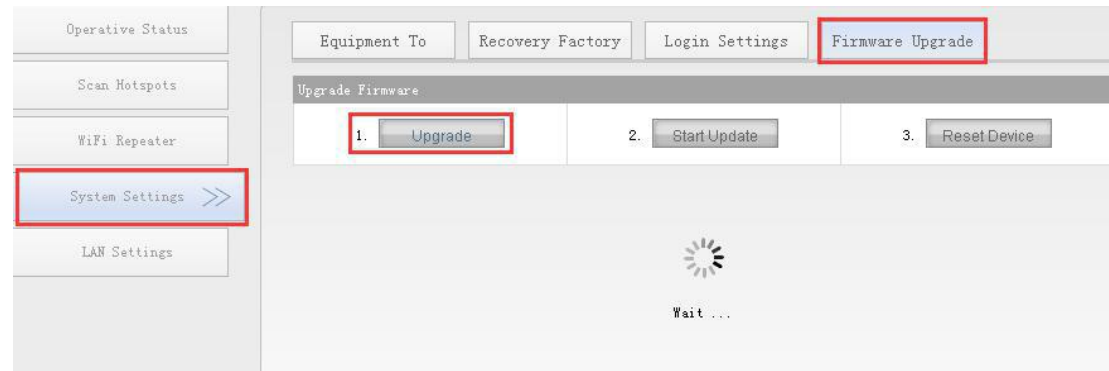 Operative Status
Scan Hotspots
WiFi Repeater
System Settings >>
LAN Settings
Equipment To Recovery Factory Login Settings Firmware Upgrade
Upgrade Firmware
1. Upgrade 2. Start Update 3. Reset Device
Wait ...